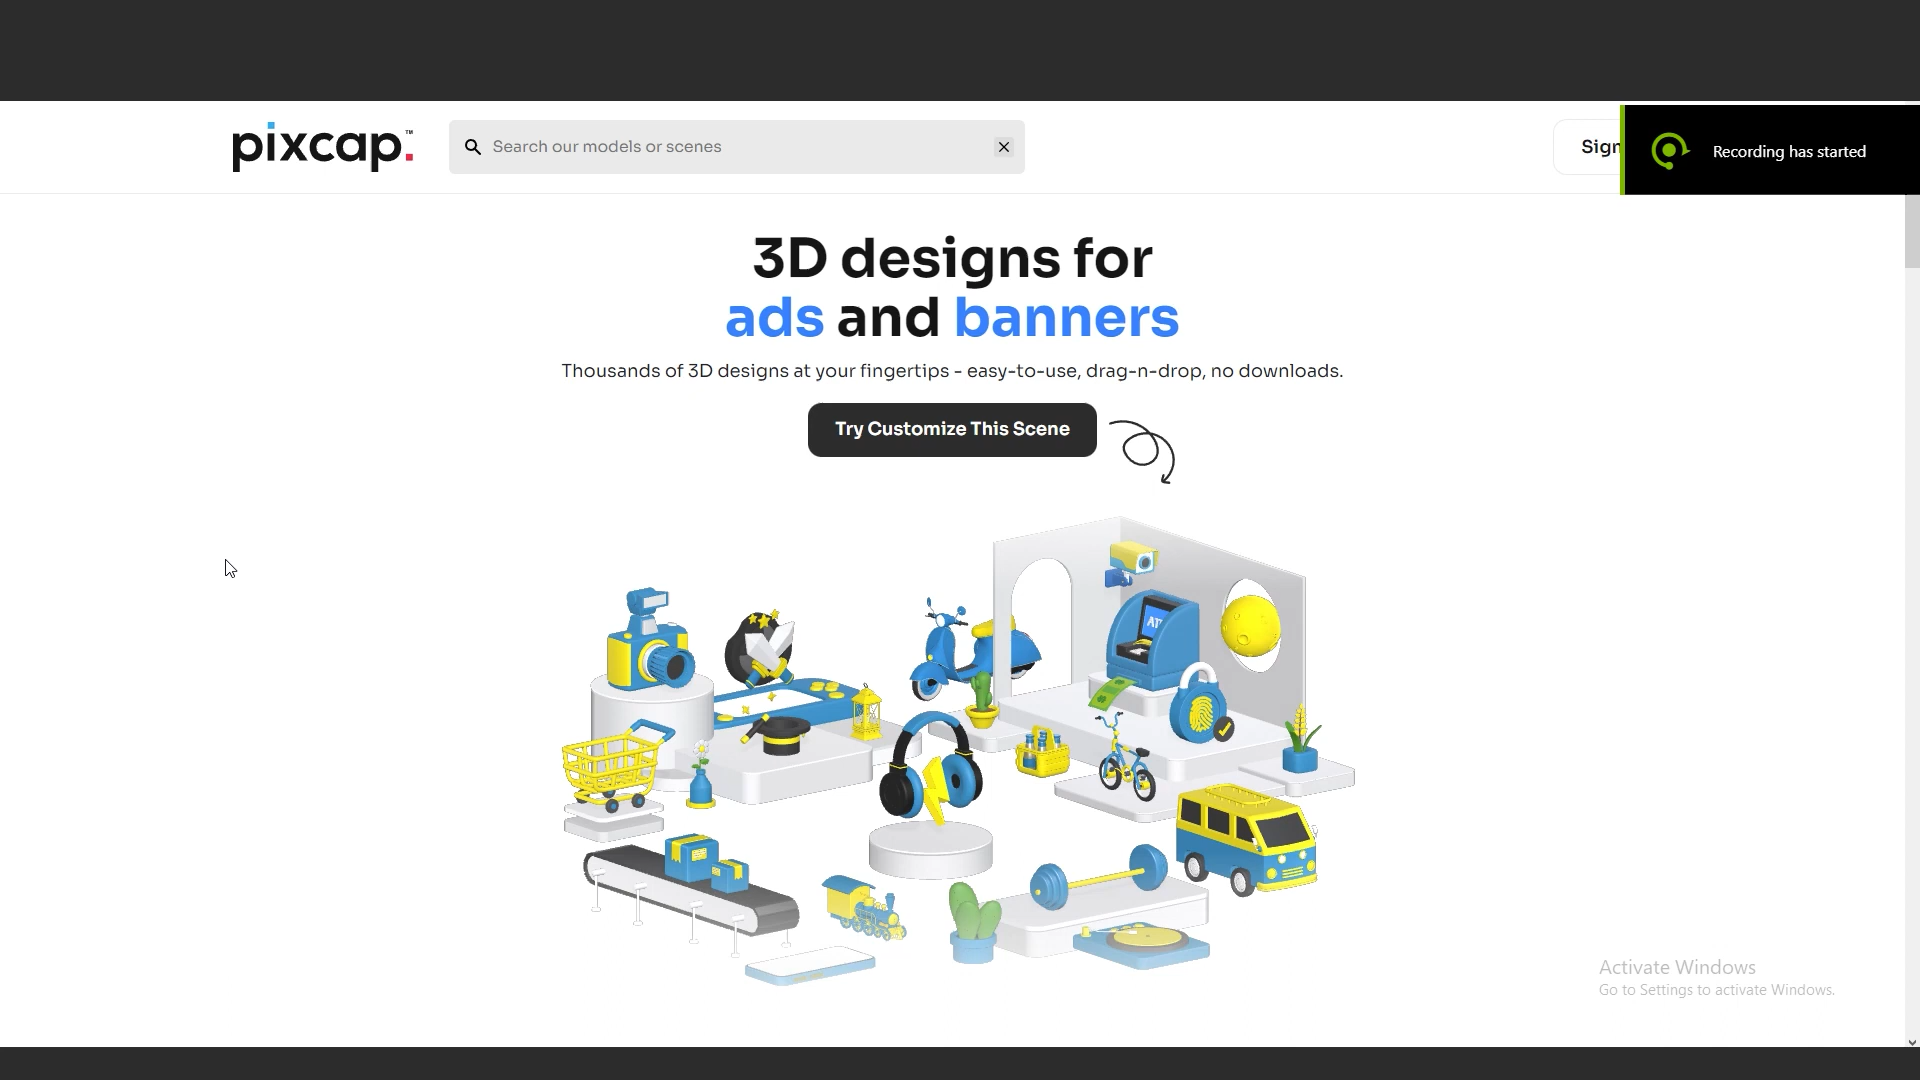 pixcap.™
Search our models or scenes
Sign
Recording has started
3D designs for
ads and banners
Thousands of 3D designs at your fingertips - easy-to-use, drag-n-drop, no downloads.
Try Customize This Scene
Activate Windows
Go to Settings to activate Windows.